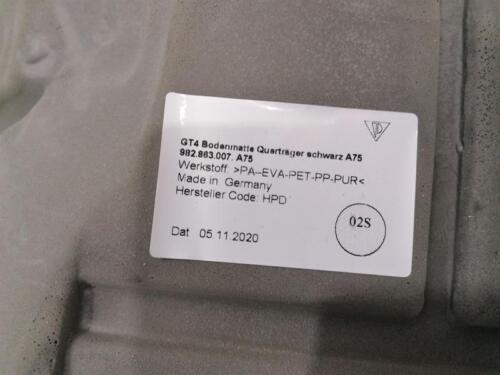 GT4 Bodenmatte Querträger schwarz A75
982.863.007. A75
Werkstoff: >PA--EVA-PET-PP-PUR<
Made in Germany
Hersteller Code: HPD
Dat 05.11.2020
02S